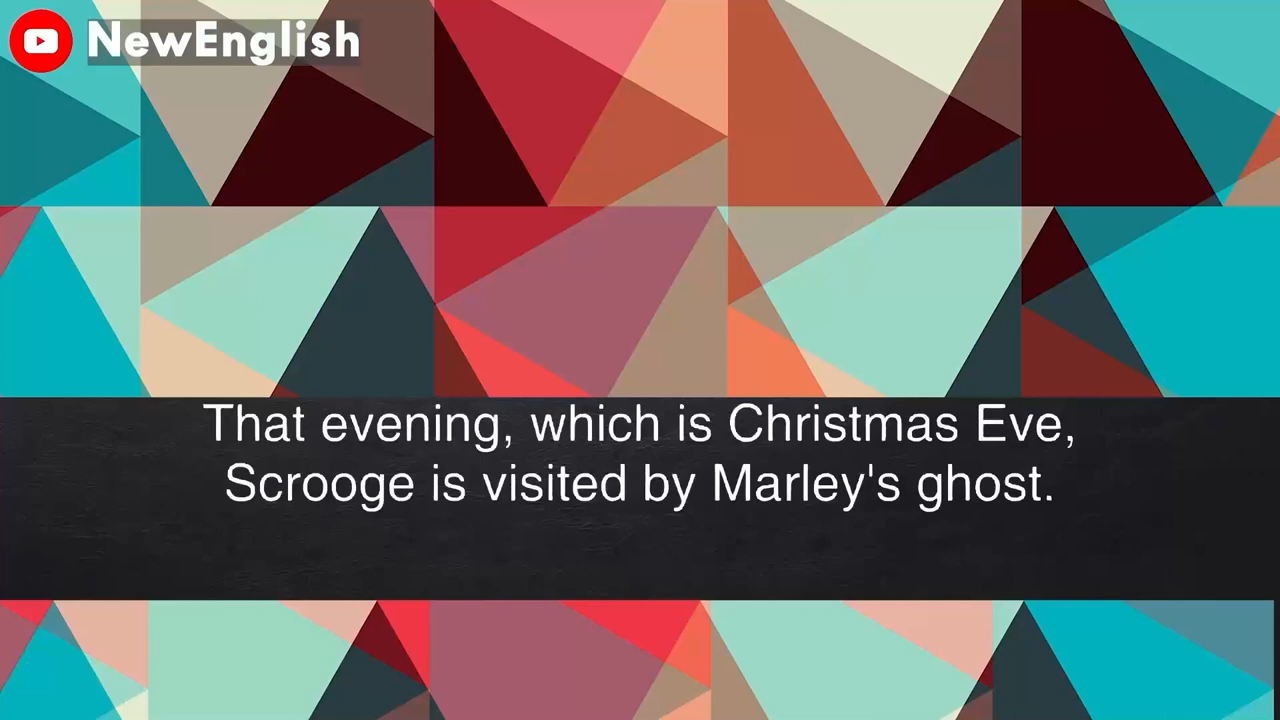 NewEnglish
That evening, which is Christmas Eve,
Scrooge is visited by Marley's ghost.